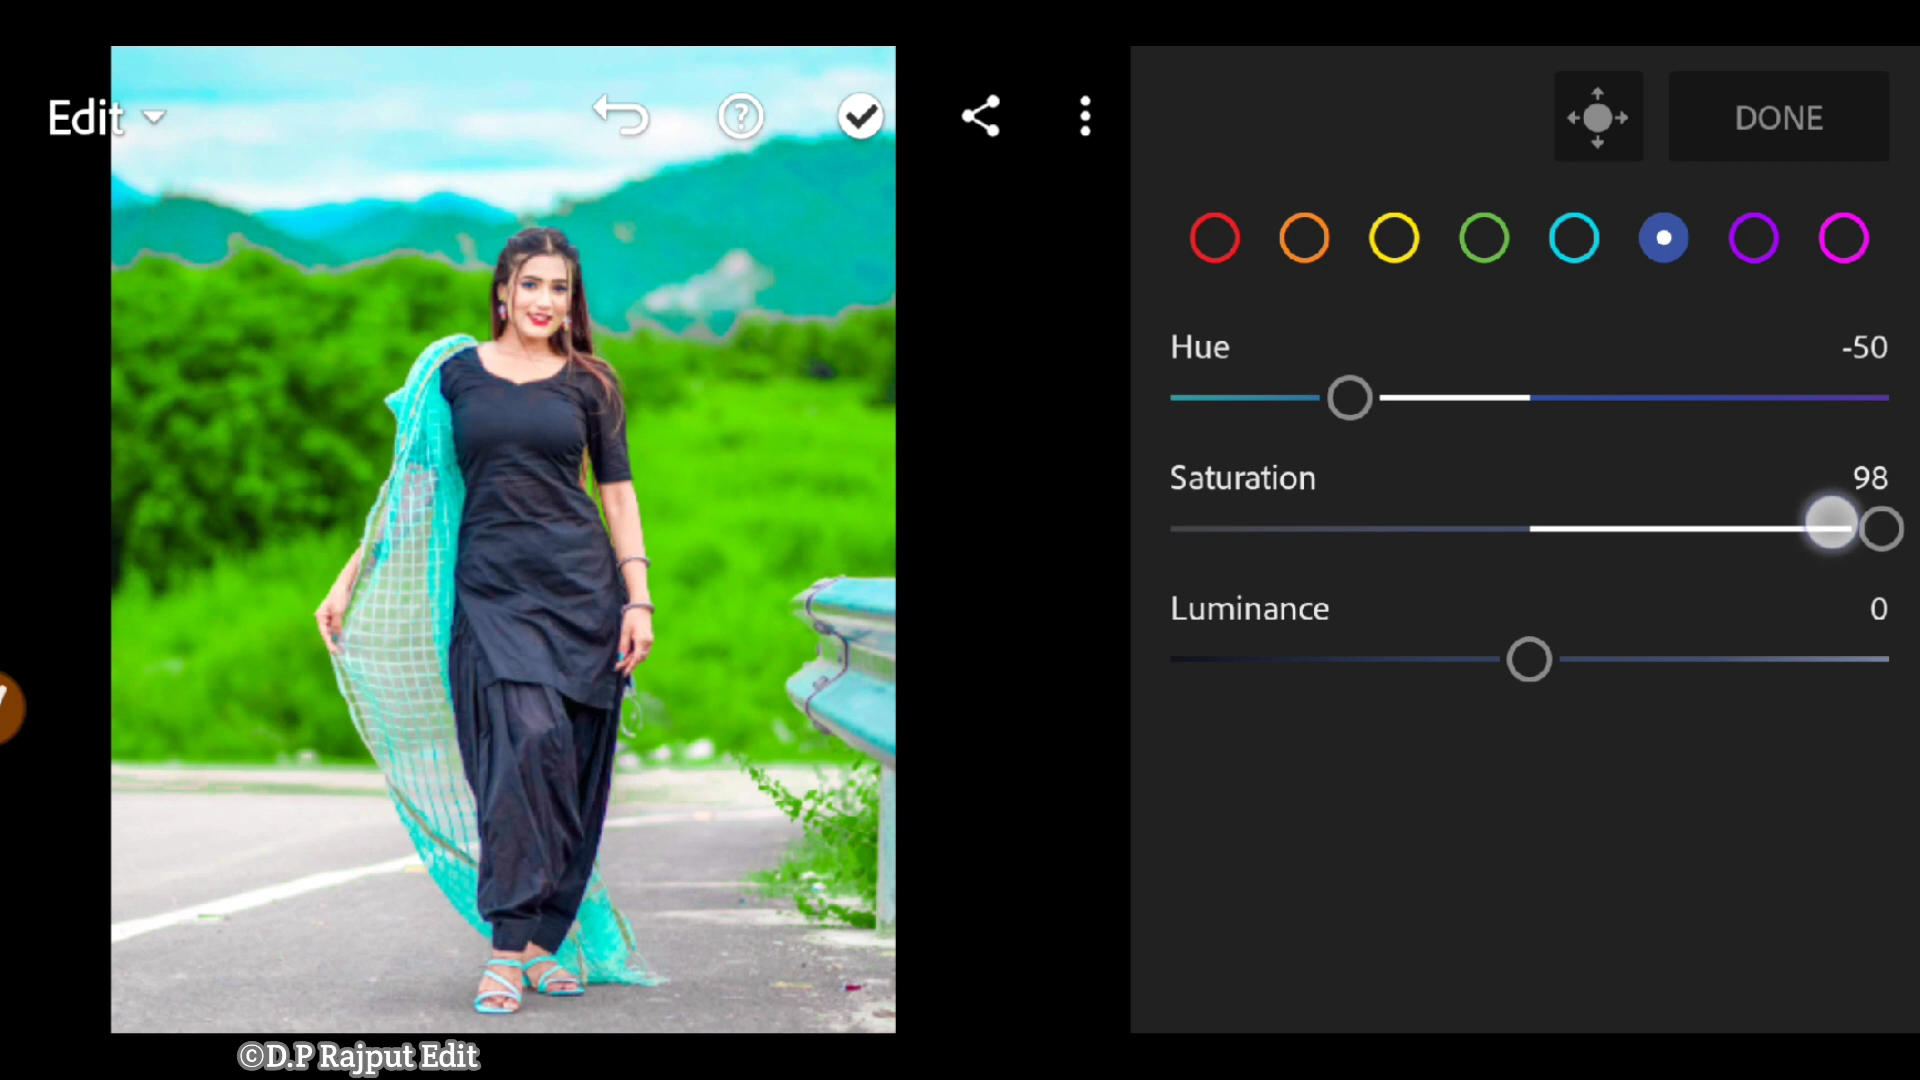 Edit
DONE
Hue -50
Saturation 98
Luminance 0
©D.P Rajput Edit